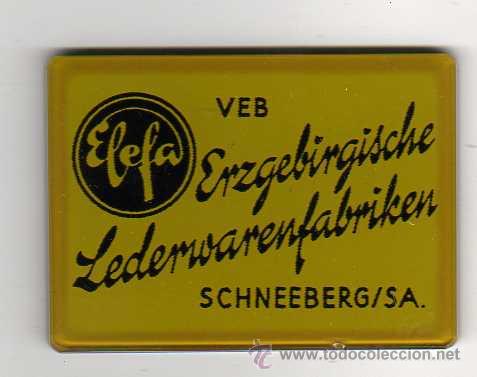 VEB
Elefa
Erzgebirgische
Lederwarenfabriken
SCHNEEBERG/SA.
www.todocoleccion.net